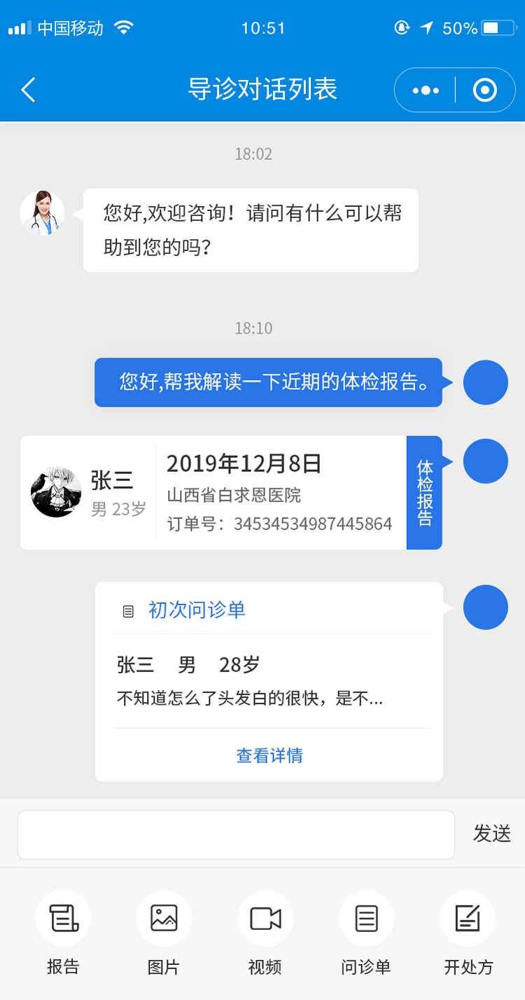 中国移动
10:51
50%
导诊对话列表
18:02
您好,欢迎咨询！请问有什么可以帮
助到您的吗?
18:10
您好,帮我解读一下近期的体检报告。
张三
男 23岁
2019年12月8日
山西省白求恩医院
订单号：34534534987445864
体检报告
初次问诊单
张三 男 28岁
不知道怎么了头发白的很快，是不...
查看详情
发送
报告
图片
视频
问诊单
开处方